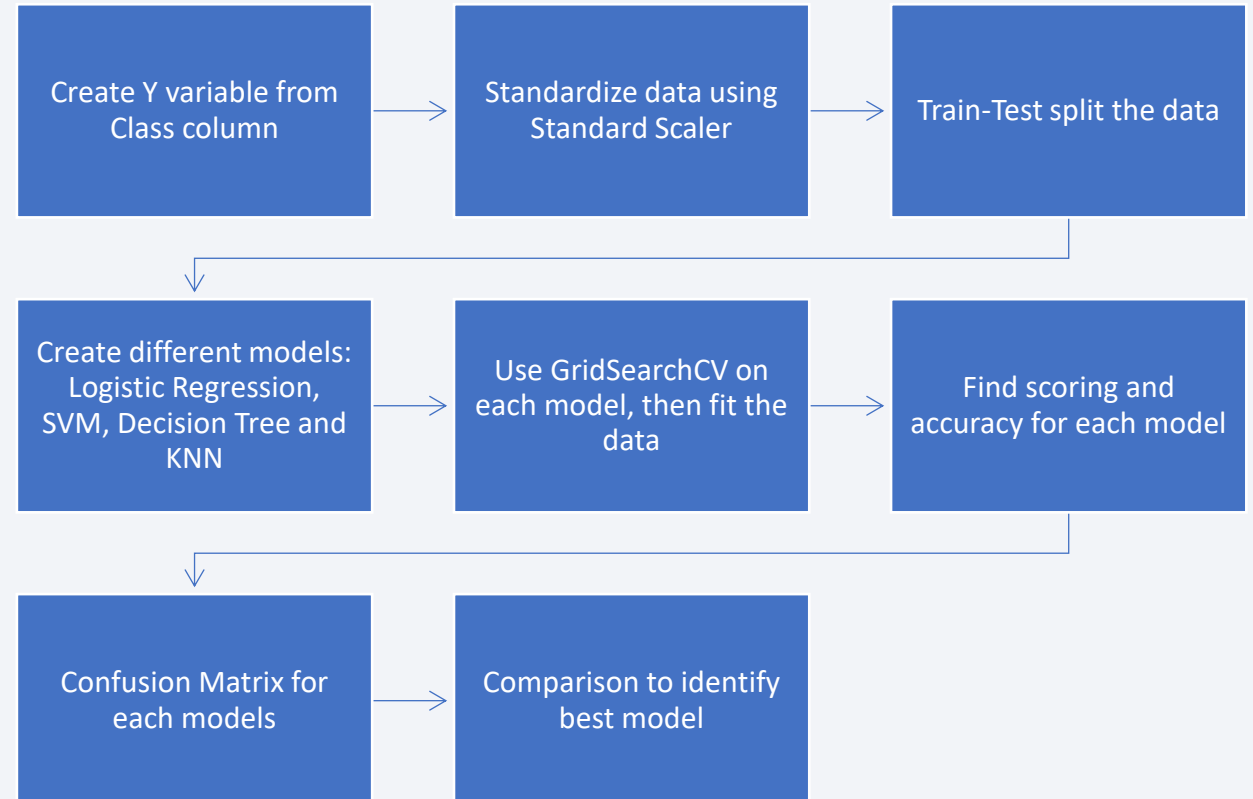 Create Y variable from
Class column
Standardize data using
Standard Scaler
Train-Test split the data
Create different models:
Logistic Regression,
SVM, Decision Tree and
KNN
Use GridSearchCV on
each model, then fit the
data
Find scoring and
accuracy for each model
Confusion Matrix for
each models
Comparison to identify
best model